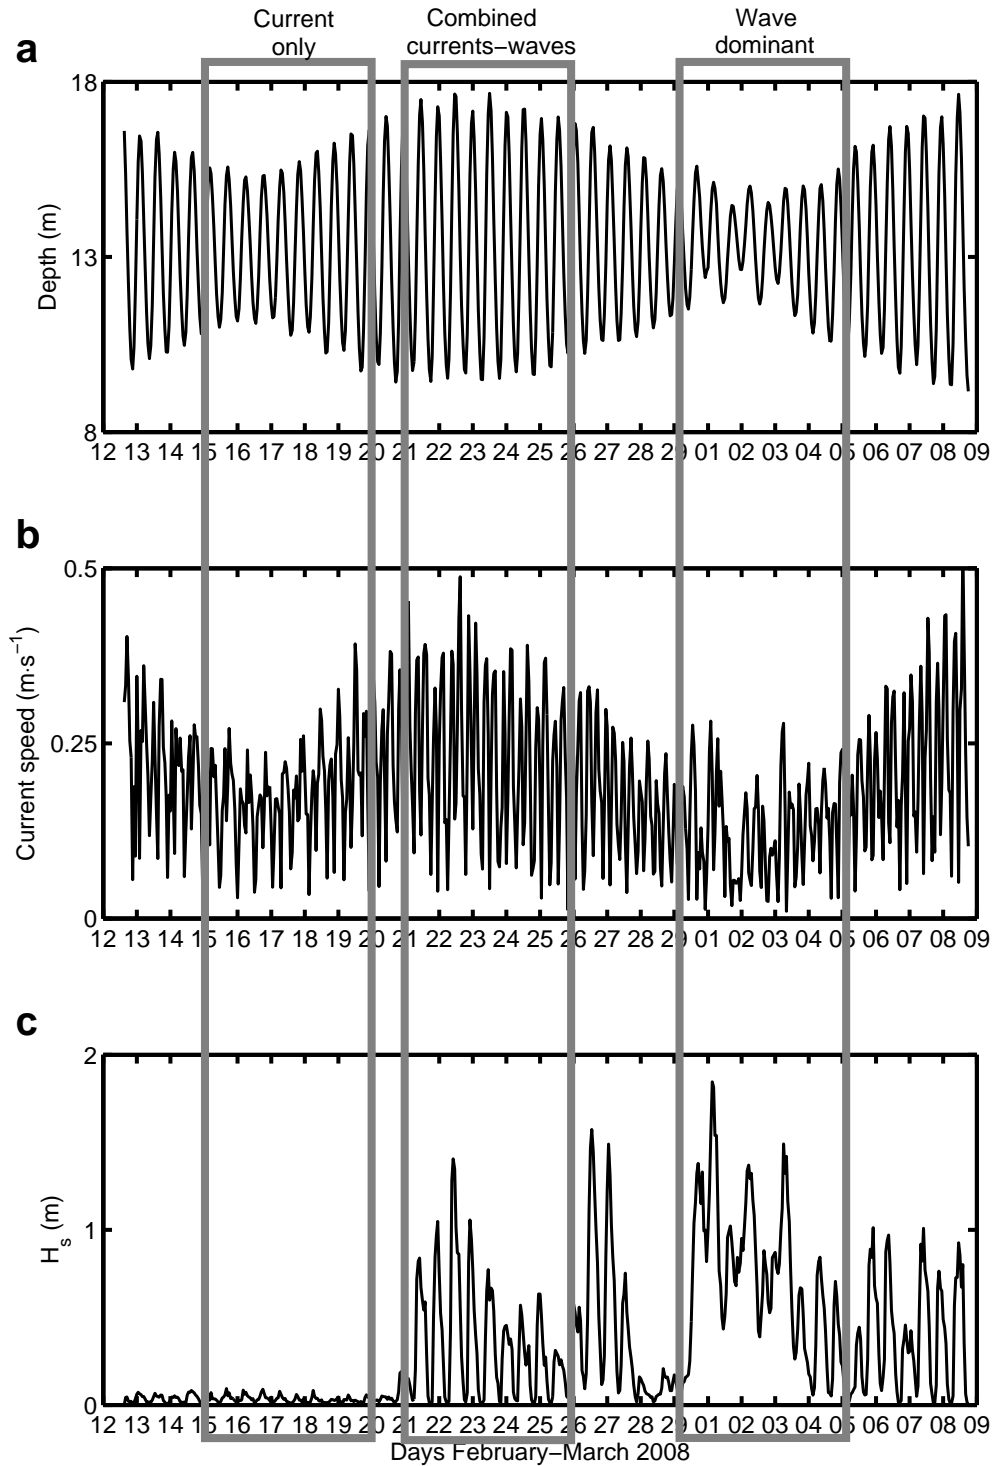 Current only
Combined currents−waves
Wave dominant
a
18
13
8
Depth (m)
12 13 14 15 16 17 18 19 20 21 22 23 24 25 26 27 28 29 01 02 03 04 05 06 07 08 09
b
0.5
0.25
0
Current speed (m·s−1)
12 13 14 15 16 17 18 19 20 21 22 23 24 25 26 27 28 29 01 02 03 04 05 06 07 08 09
c
2
1
0
Hs (m)
12 13 14 15 16 17 18 19 20 21 22 23 24 25 26 27 28 29 01 02 03 04 05 06 07 08 09
Days February−March 2008